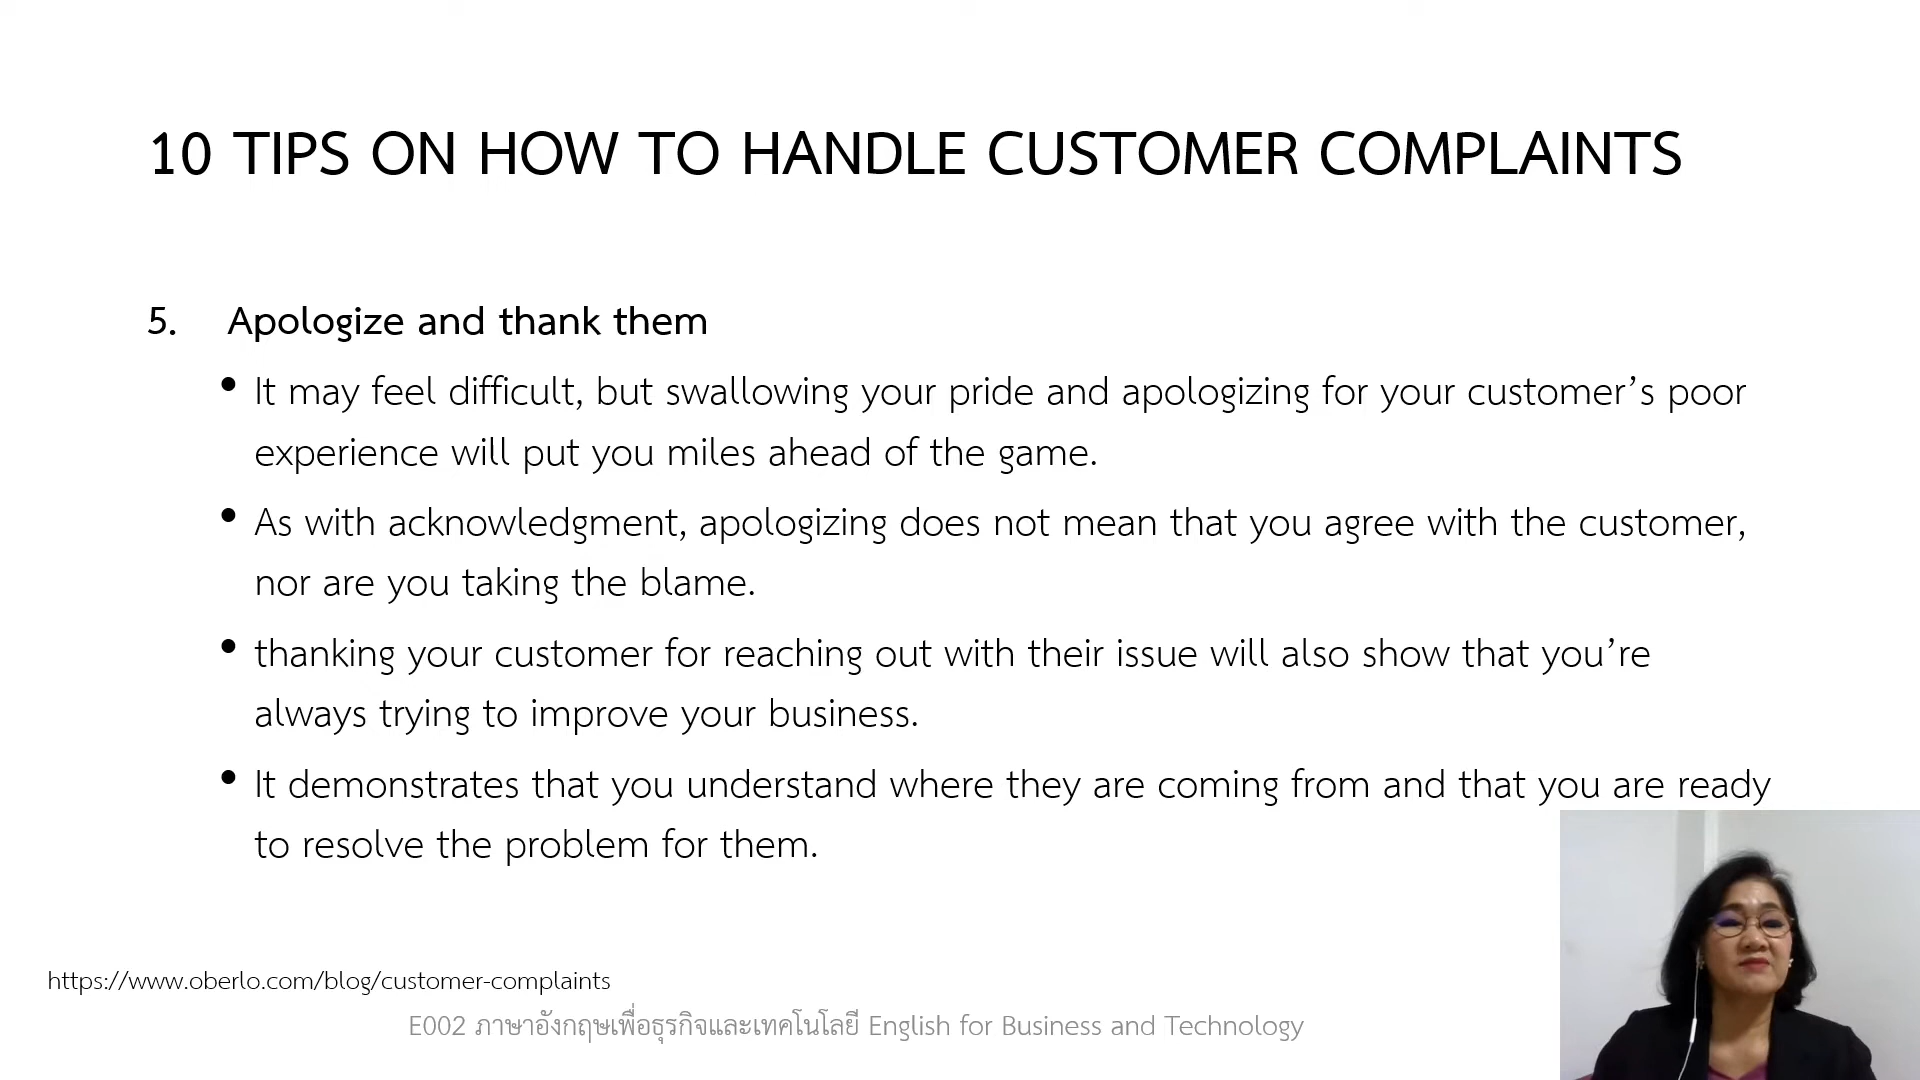 10 TIPS ON HOW TO HANDLE CUSTOMER COMPLAINTS
5. Apologize and thank them
• It may feel difficult, but swallowing your pride and apologizing for your customer’s poor
experience will put you miles ahead of the game.
• As with acknowledgment, apologizing does not mean that you agree with the customer,
nor are you taking the blame.
• thanking your customer for reaching out with their issue will also show that you’re
always trying to improve your business.
• It demonstrates that you understand where they are coming from and that you are ready
to resolve the problem for them.
https://www.oberlo.com/blog/customer-complaints
E002 ภาษาอังกฤษเพื่อธุรกิจและเทคโนโลยี English for Business and Technology